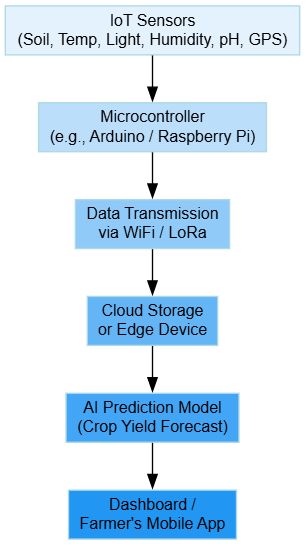 IoT Sensors
(Soil, Temp, Light, Humidity, pH, GPS)
Microcontroller
(e.g., Arduino / Raspberry Pi)
Data Transmission
via WiFi / LoRa
Cloud Storage
or Edge Device
AI Prediction Model
(Crop Yield Forecast)
Dashboard /
Farmer's Mobile App